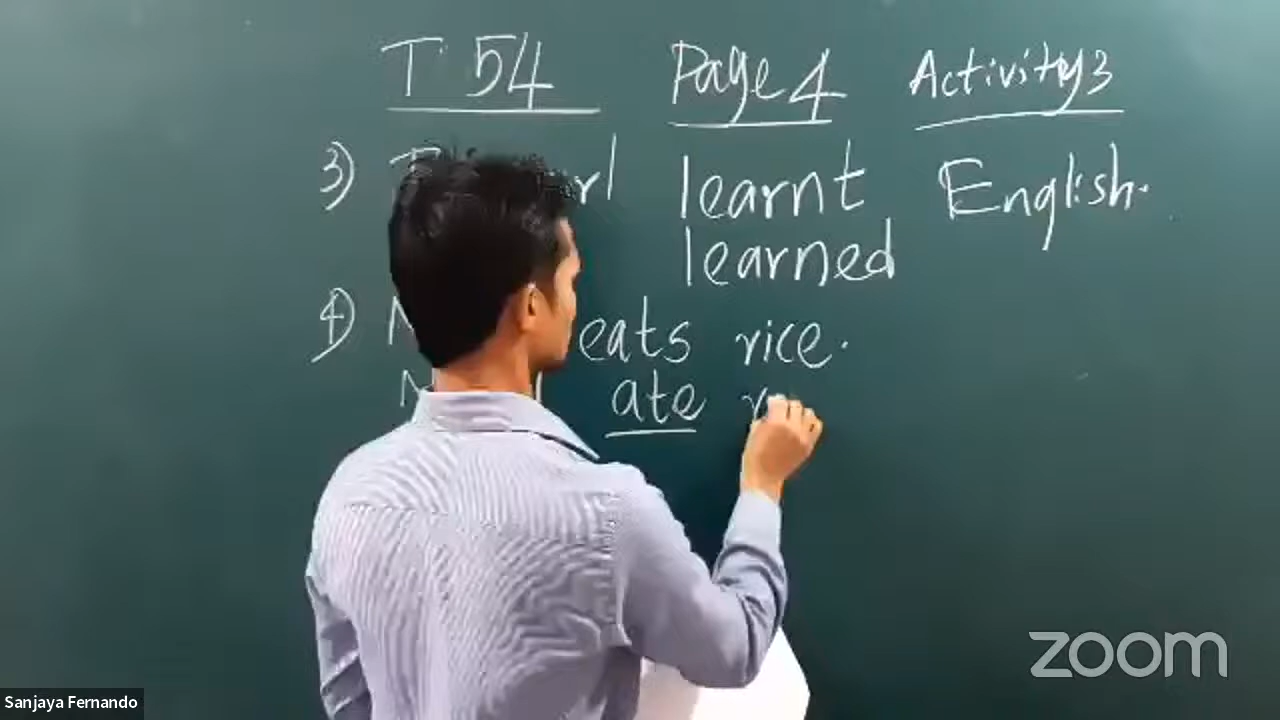 T 54 Page 4 Activity 3
3) learnt English.
learned
4) eats rice.
ate
zoom
Sanjaya Fernando